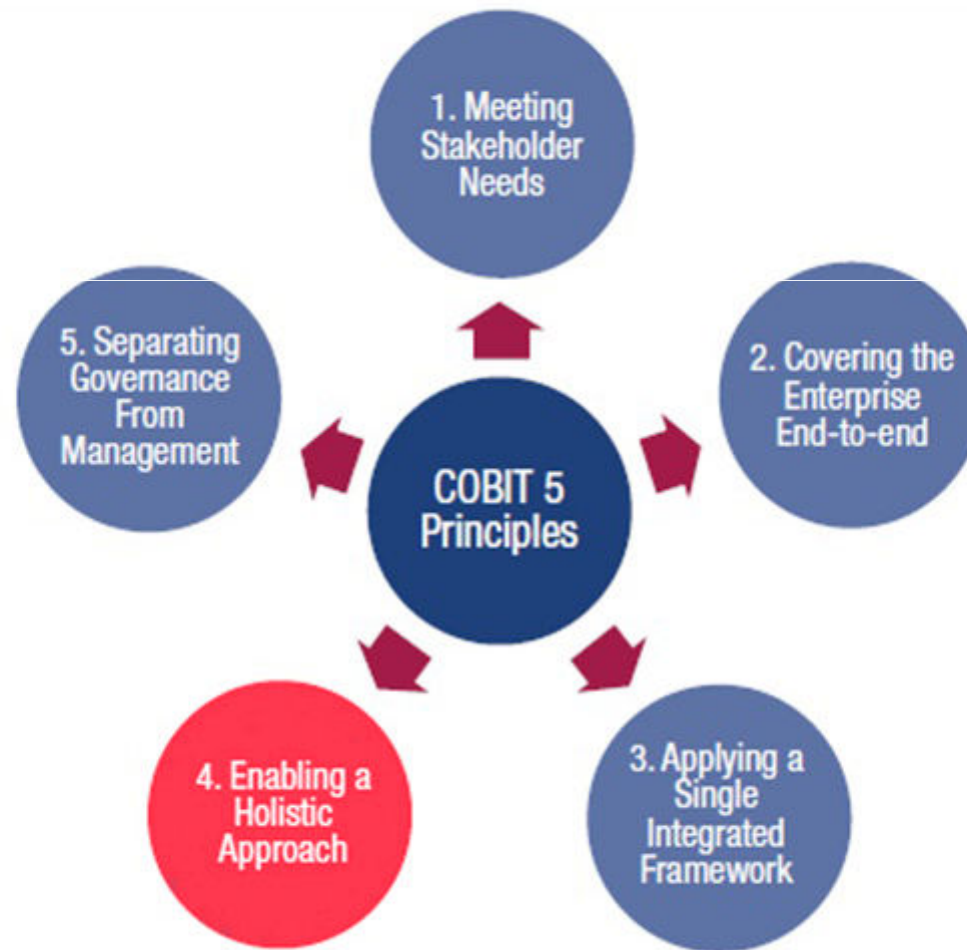 1. Meeting
Stakeholder
Needs
5. Separating
Governance
From
Management
2. Covering the
Enterprise
End-to-end
COBIT 5
Principles
4. Enabling a
Holistic
Approach
3. Applying a
Single
Integrated
Framework